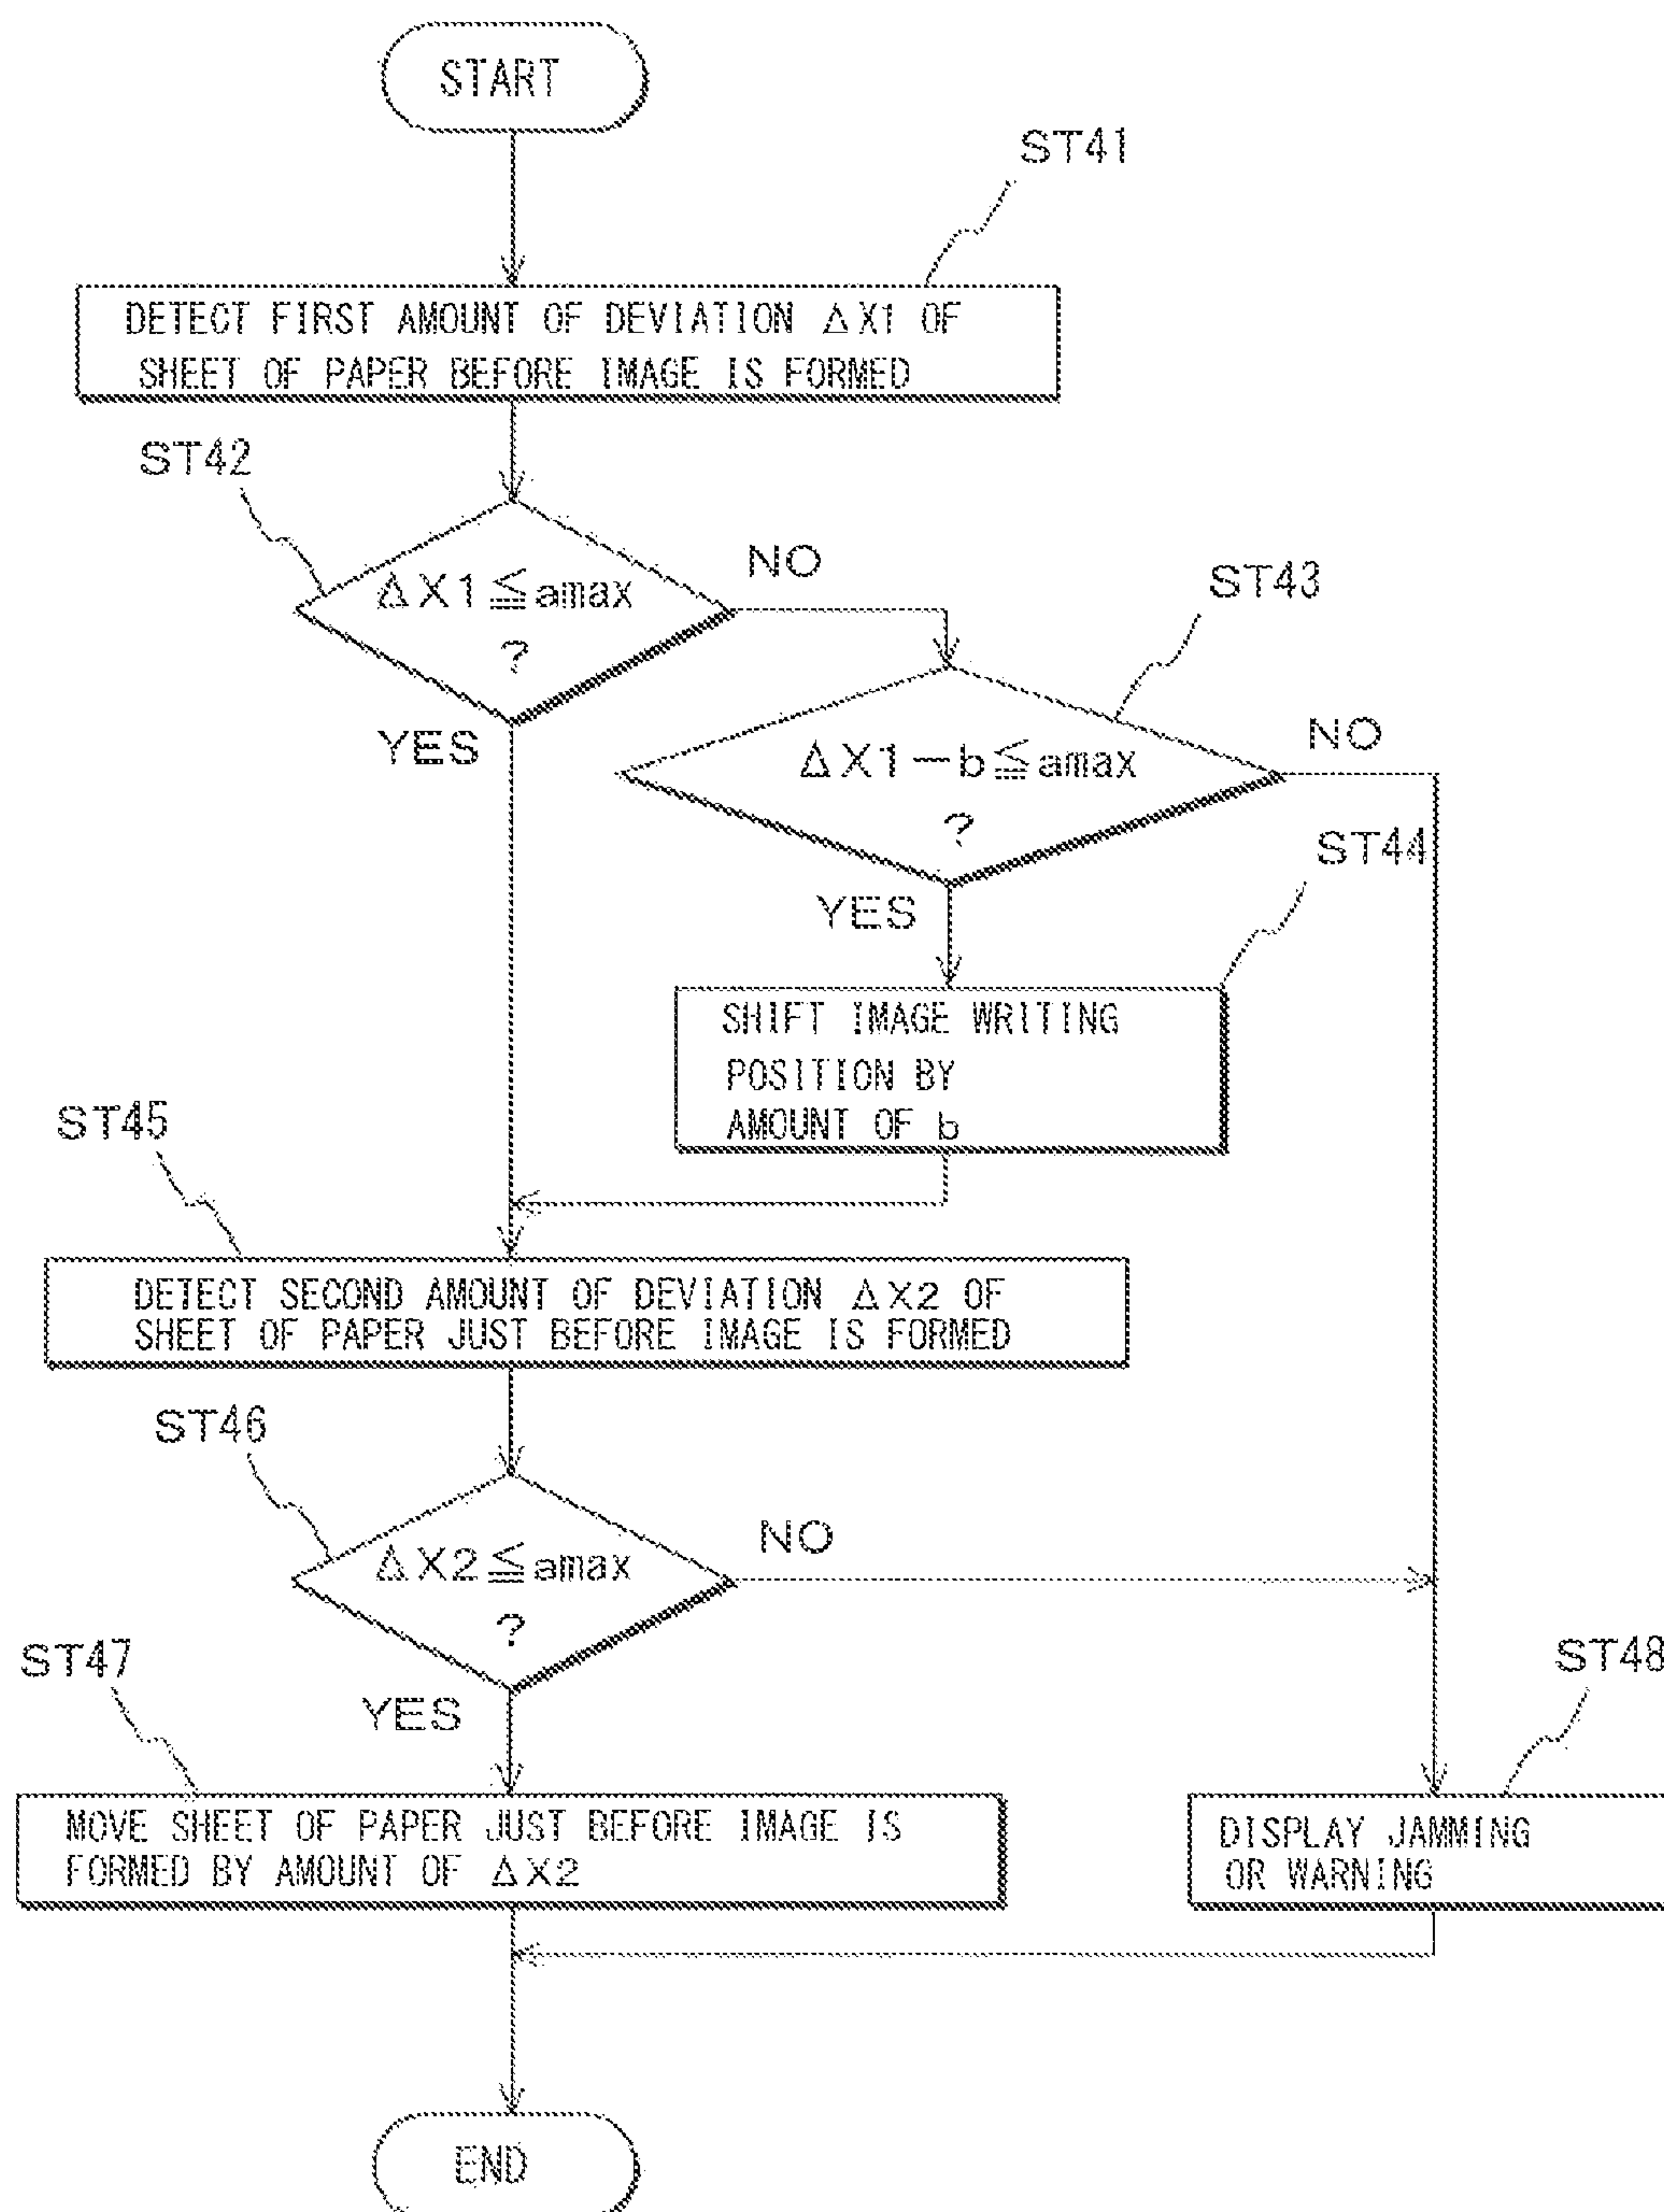 START
ST41
DETECT FIRST AMOUNT OF DEVIATION ΔX1 OF
SHEET OF PAPER BEFORE IMAGE IS FORMED
ST42
ΔX1≦amax
?
NO
YES
ST43
ΔX1-b≦amax
?
NO
YES
ST44
SHIFT IMAGE WRITING
POSITION BY
AMOUNT OF b
ST45
DETECT SECOND AMOUNT OF DEVIATION ΔX2 OF
SHEET OF PAPER JUST BEFORE IMAGE IS FORMED
ST46
ΔX2≦amax
?
NO
YES
ST47
MOVE SHEET OF PAPER JUST BEFORE IMAGE IS
FORMED BY AMOUNT OF ΔX2
ST48
DISPLAY JAMMING
OR WARNING
END